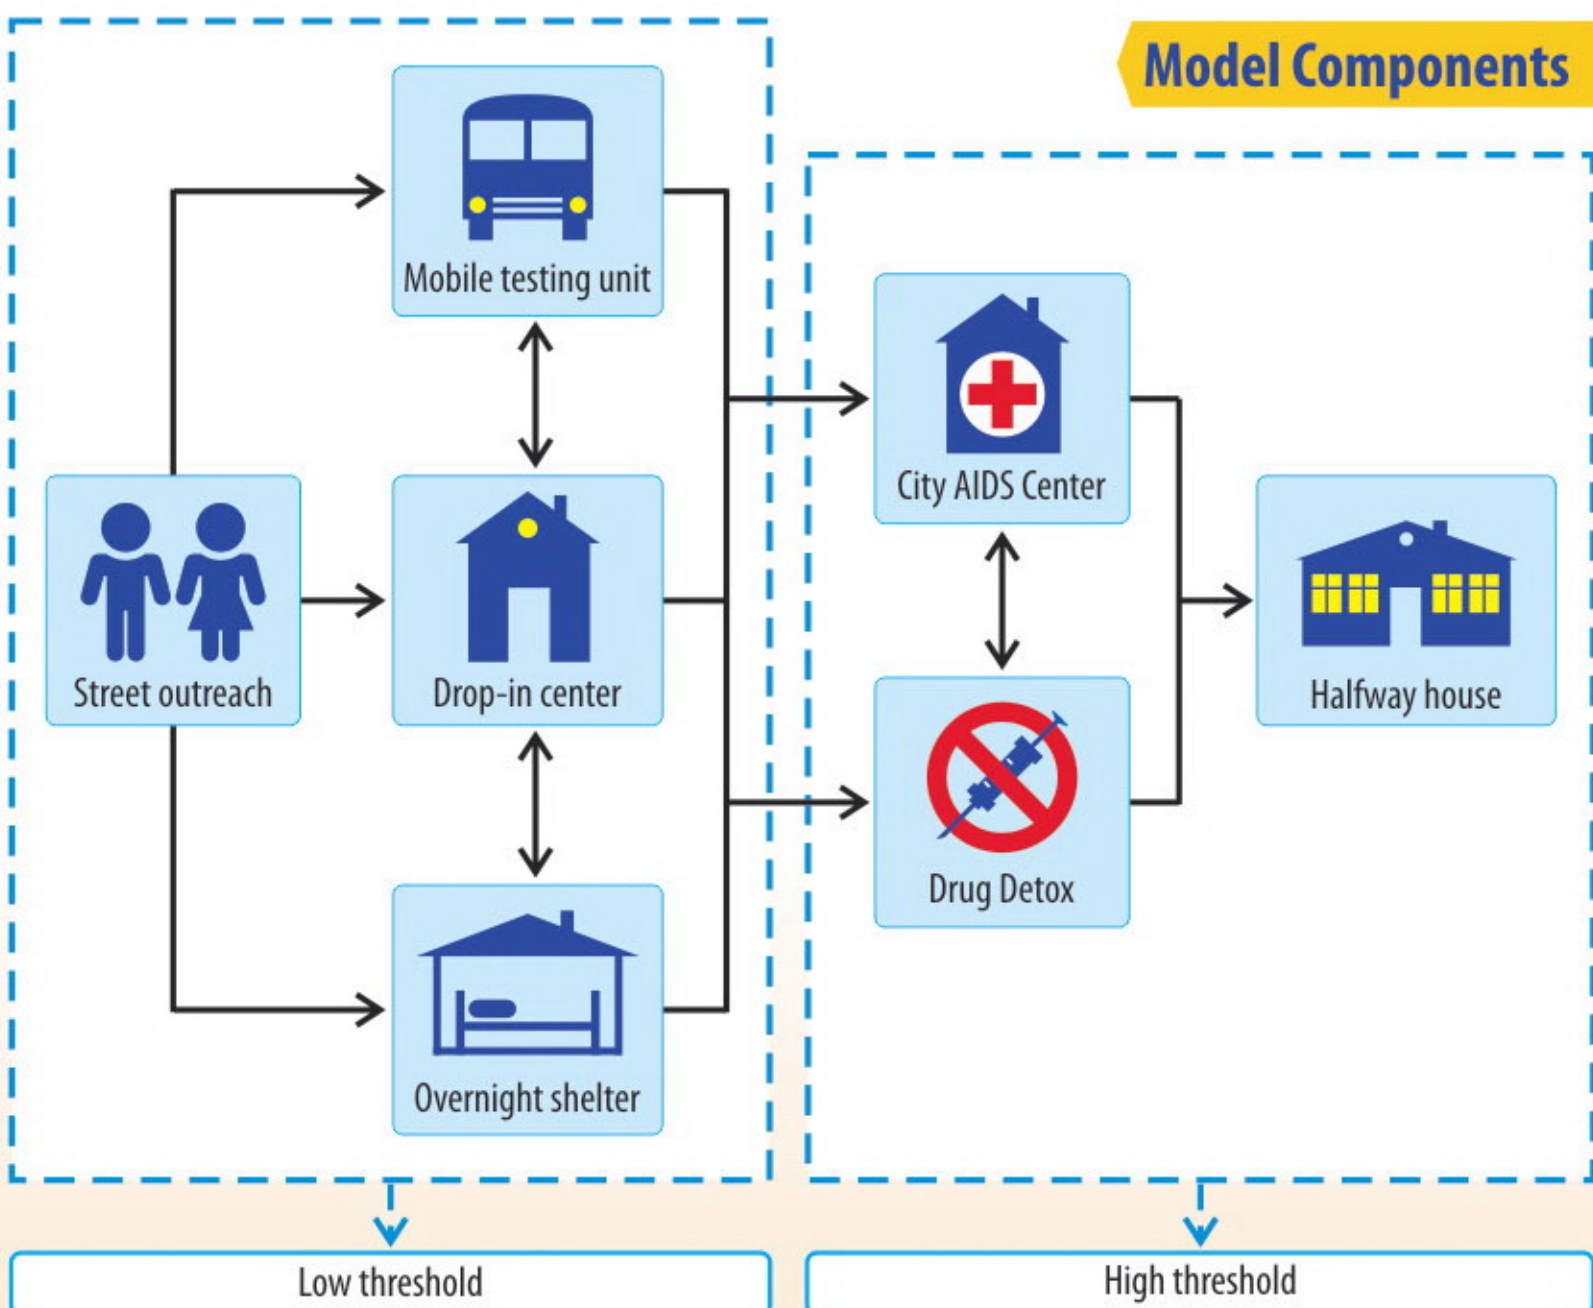 Model Components
Mobile testing unit
Street outreach
Drop-in center
Overnight shelter
City AIDS Center
Drug Detox
Halfway house
Low threshold
High threshold